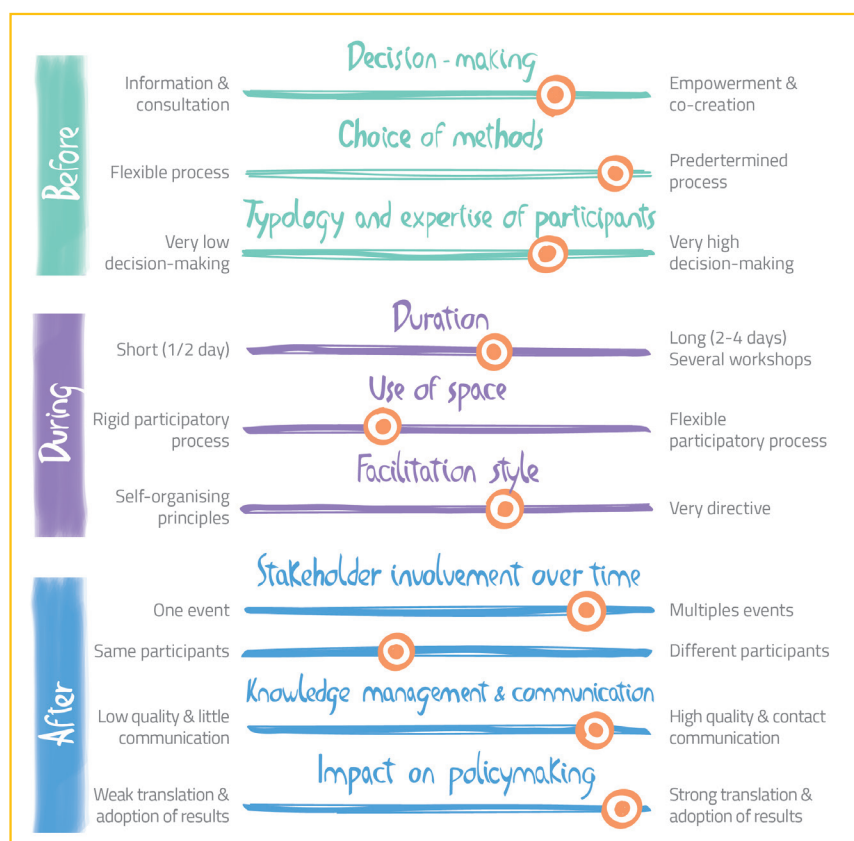 Before
Decision-making
Information &
consultation
Empowerment &
co-creation
Choice of methods
Flexible process
Predertermined
process
Typology and expertise of participants
Very low
decision-making
Very high
decision-making
During
Duration
Short (1/2 day)
Long (2-4 days)
Several workshops
Use of space
Rigid participatory
process
Flexible
participatory process
Facilitation style
Self-organising
principles
Very directive
After
Stakeholder involvement over time
One event
Multiples events
Same participants
Different participants
Knowledge management & communication
Low quality & little
communication
High quality & contact
communication
Impact on policymaking
Weak translation &
adoption of results
Strong translation &
adoption of results